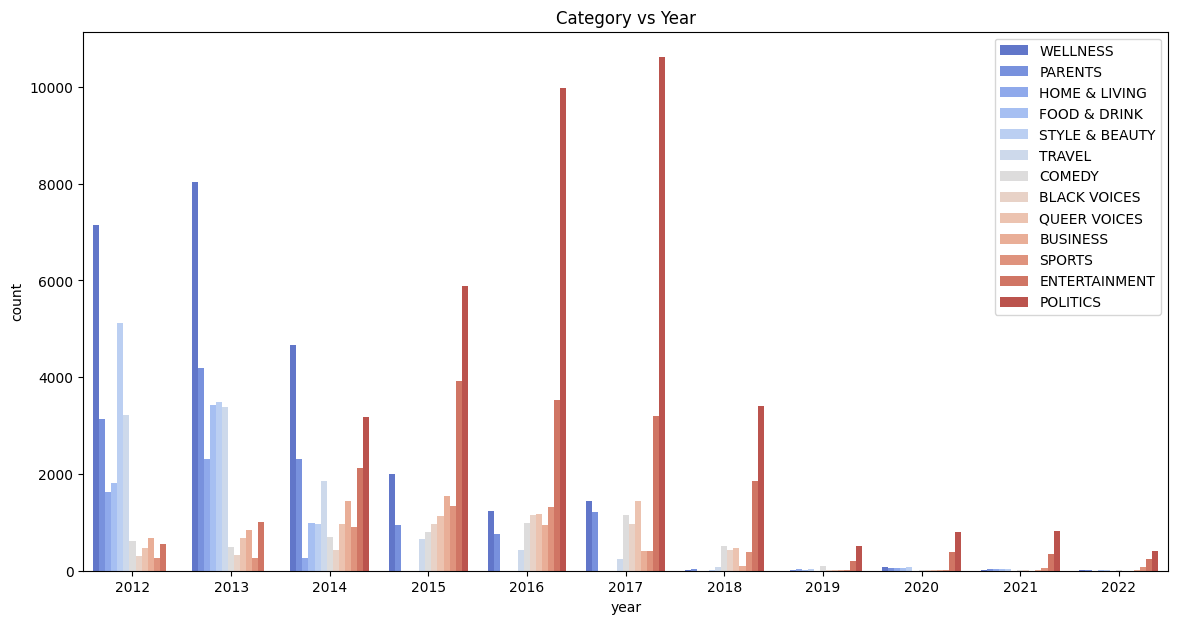 Category vs Year
WELLNESS
PARENTS
HOME & LIVING
FOOD & DRINK
STYLE & BEAUTY
TRAVEL
COMEDY
BLACK VOICES
QUEER VOICES
BUSINESS
SPORTS
ENTERTAINMENT
POLITICS
count
10000
8000
6000
4000
2000
0
2012 2013 2014 2015 2016 2017 2018 2019 2020 2021 2022
year